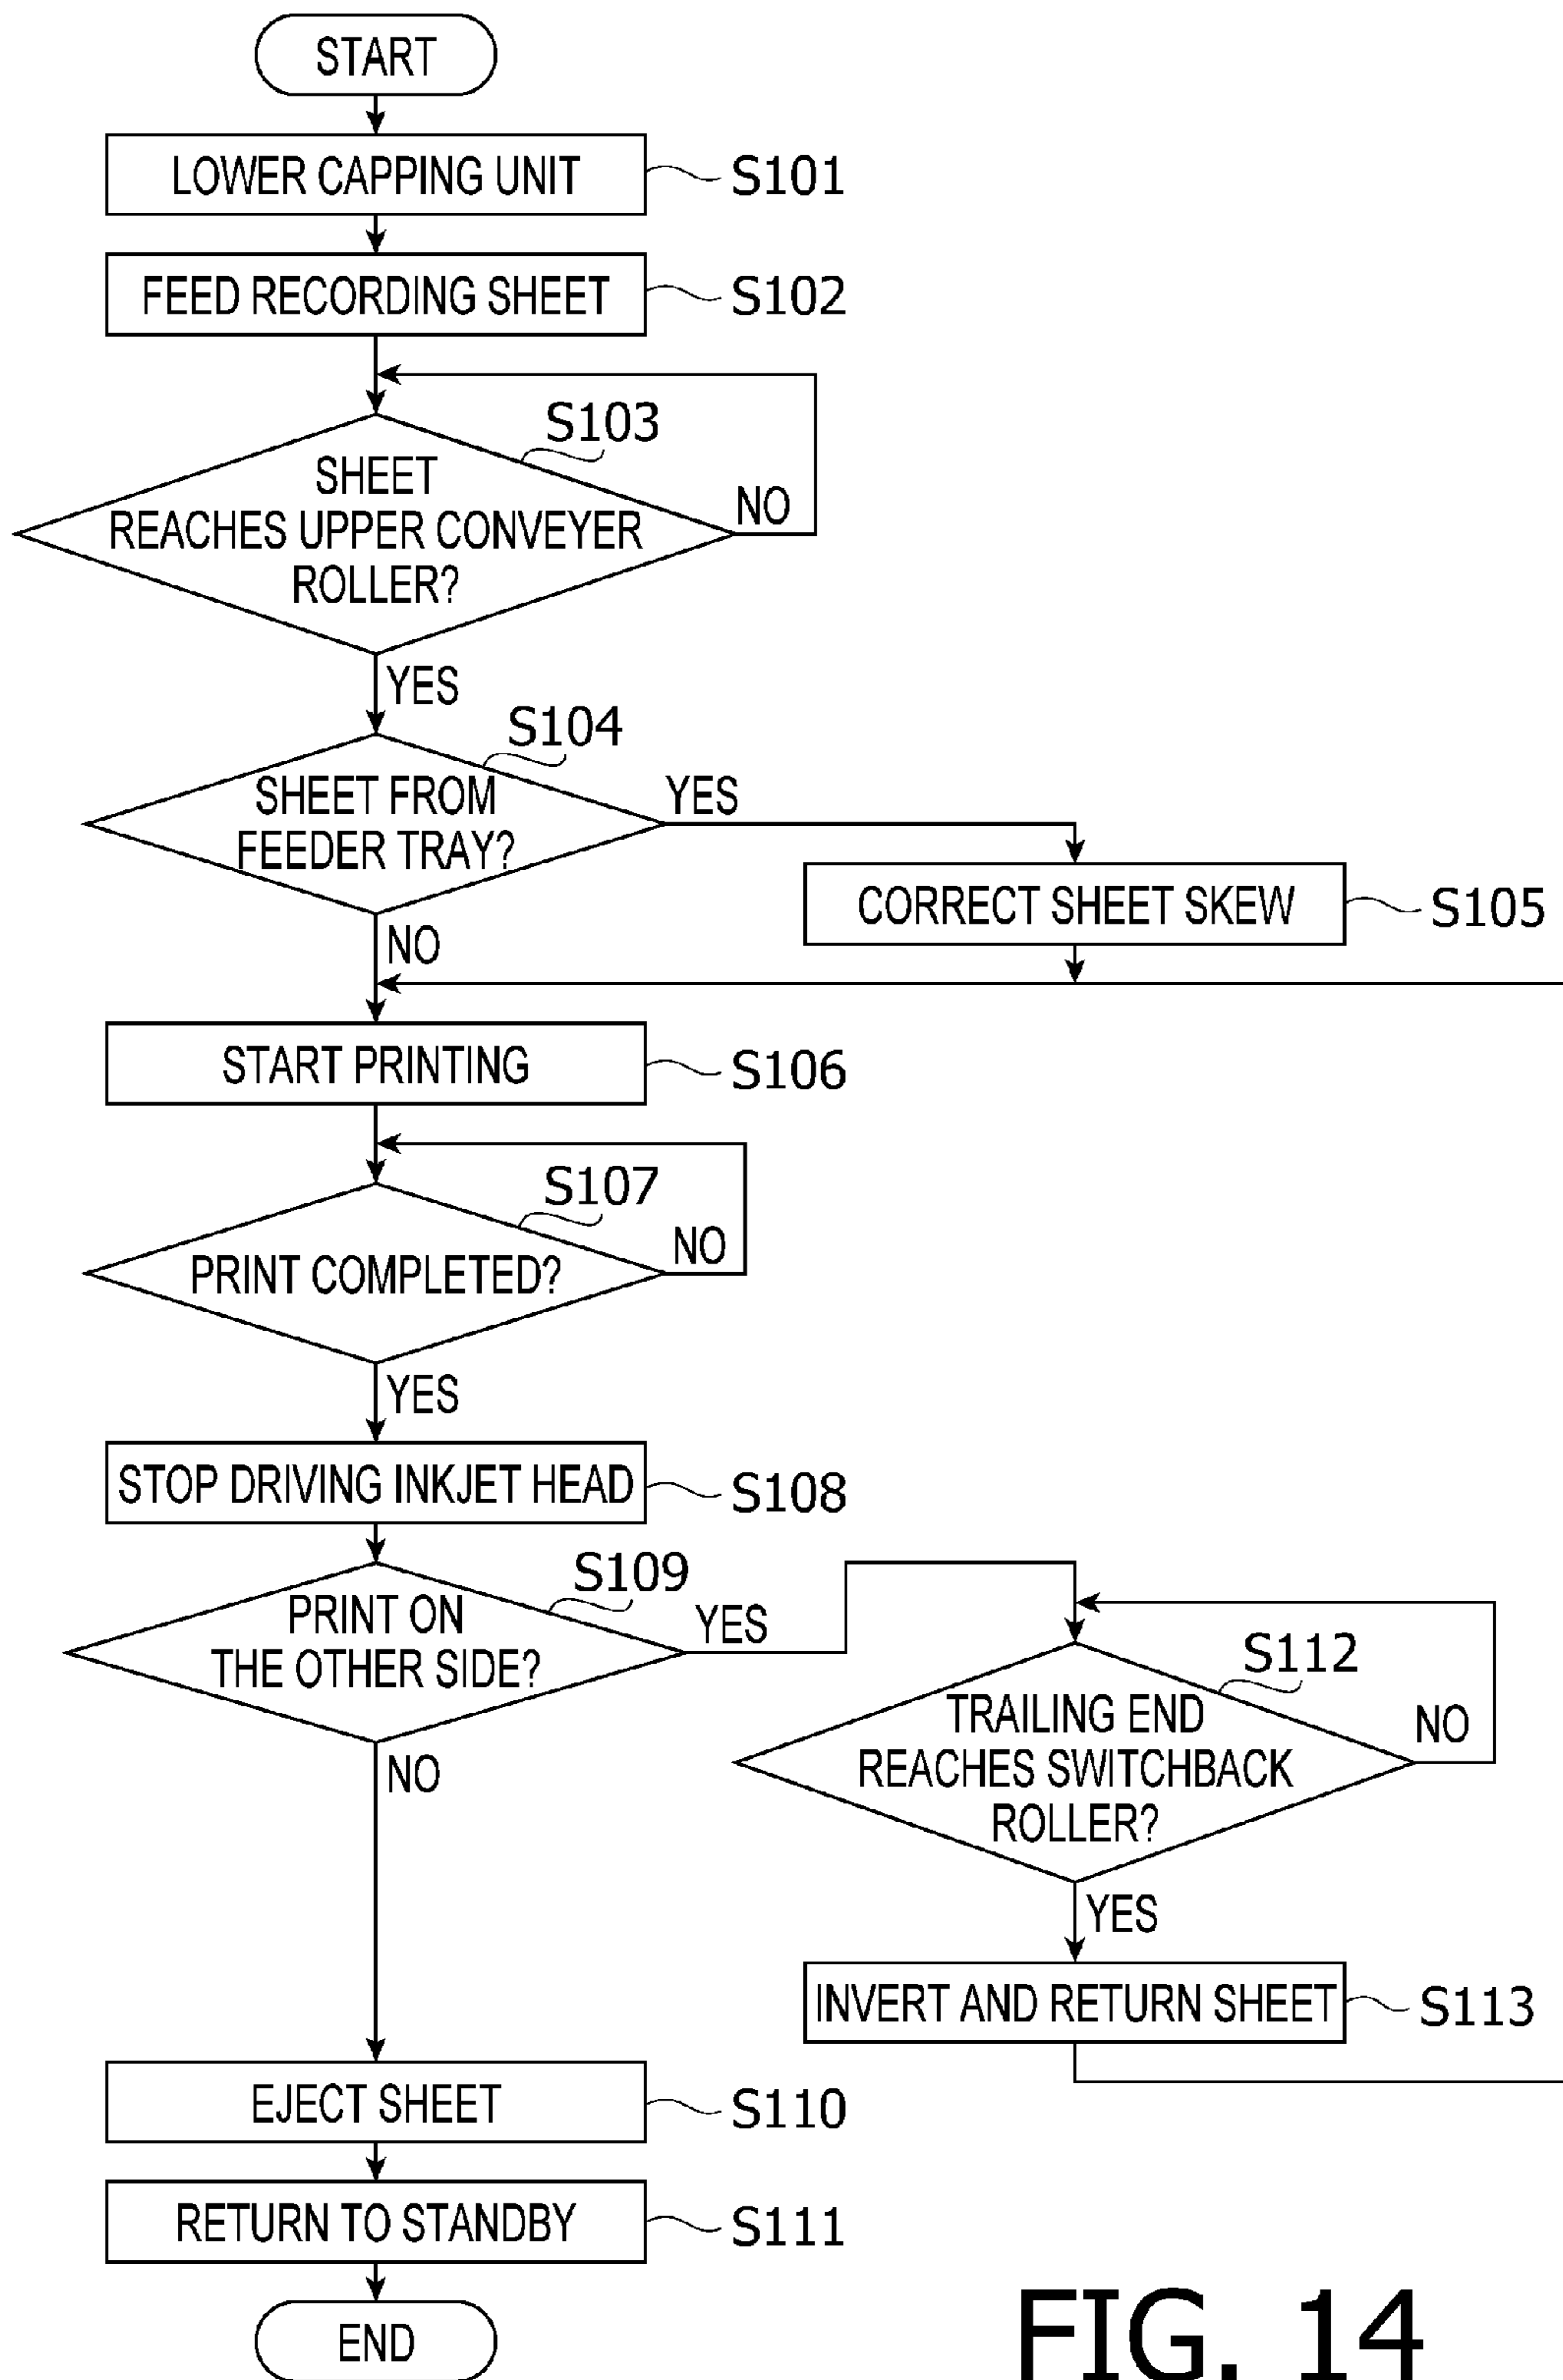 START
LOWER CAPPING UNIT
S101
FEED RECORDING SHEET
S102
S103
SHEET
REACHES UPPER CONVEYER
ROLLER?
NO
YES
S104
SHEET FROM
FEEDER TRAY?
YES
CORRECT SHEET SKEW
S105
NO
START PRINTING
S106
S107
PRINT COMPLETED?
NO
YES
STOP DRIVING INKJET HEAD
S108
S109
PRINT ON
THE OTHER SIDE?
YES
S112
TRAILING END
REACHES SWITCHBACK
ROLLER?
NO
NO
YES
INVERT AND RETURN SHEET
S113
EJECT SHEET
S110
RETURN TO STANDBY
S111
END
FIG. 14